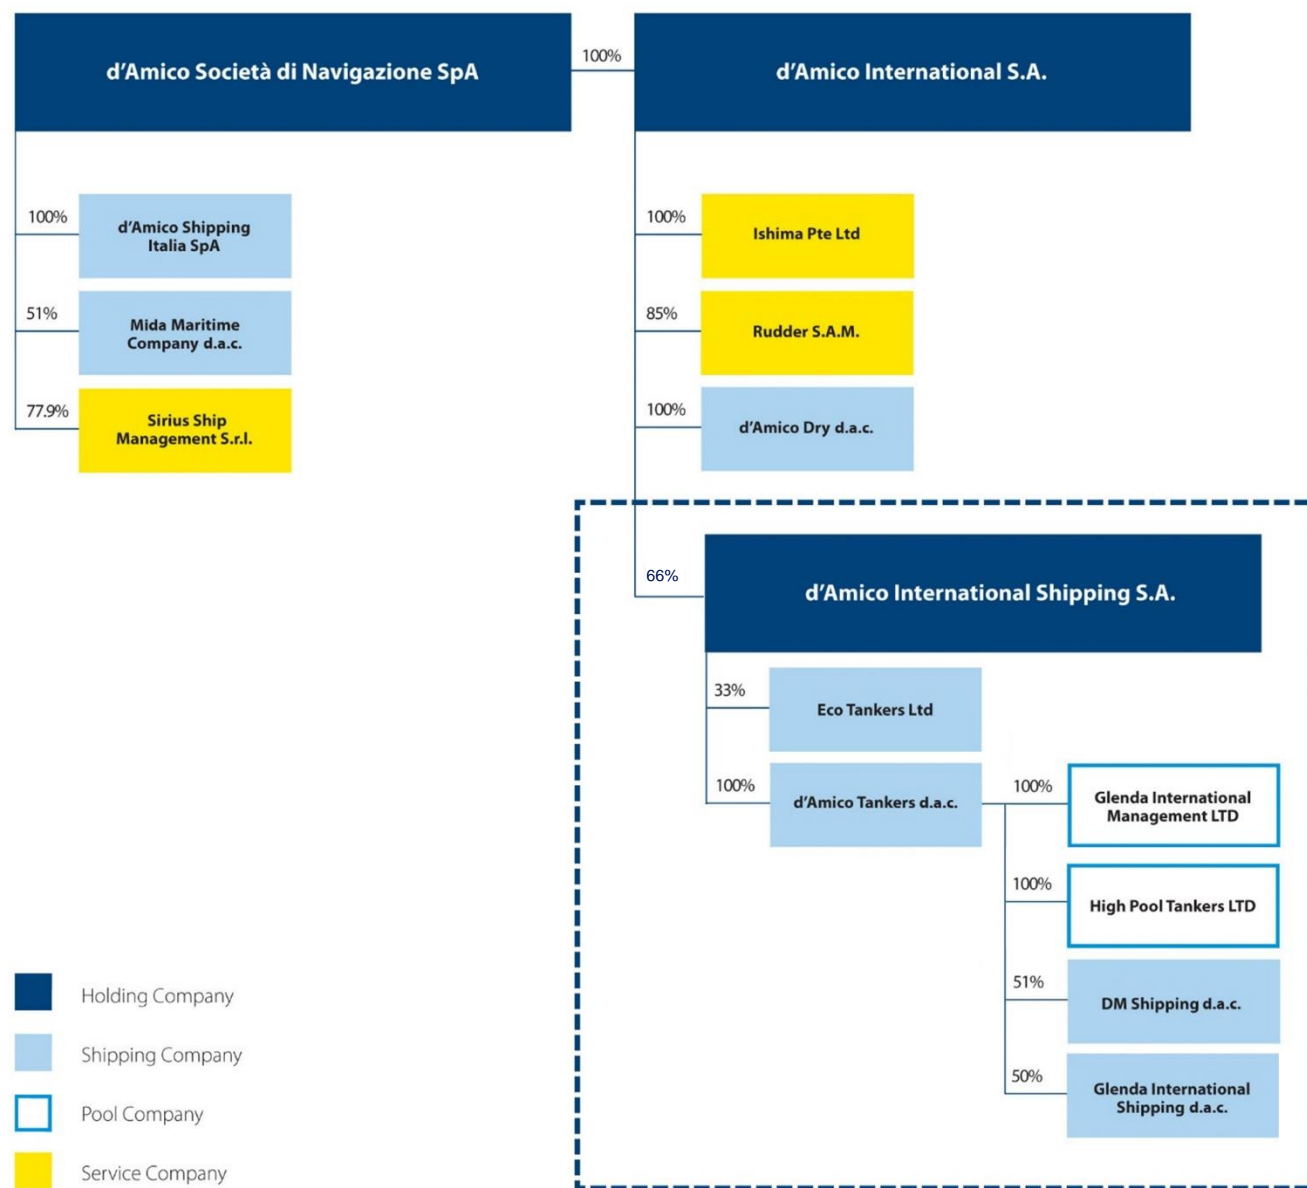 d’Amico Società di Navigazione SpA
100%
d’Amico International S.A.
100%
d’Amico Shipping
Italia SpA
51%
Mida Maritime
Company d.a.c.
77.9%
Sirius Ship
Management S.r.l.
100%
Ishima Pte Ltd
85%
Rudder S.A.M.
100%
d’Amico Dry d.a.c.
66%
d’Amico International Shipping S.A.
33%
Eco Tankers Ltd
100%
d’Amico Tankers d.a.c.
100%
Glenda International
Management LTD
100%
High Pool Tankers LTD
51%
DM Shipping d.a.c.
50%
Glenda International
Shipping d.a.c.
Holding Company
Shipping Company
Pool Company
Service Company